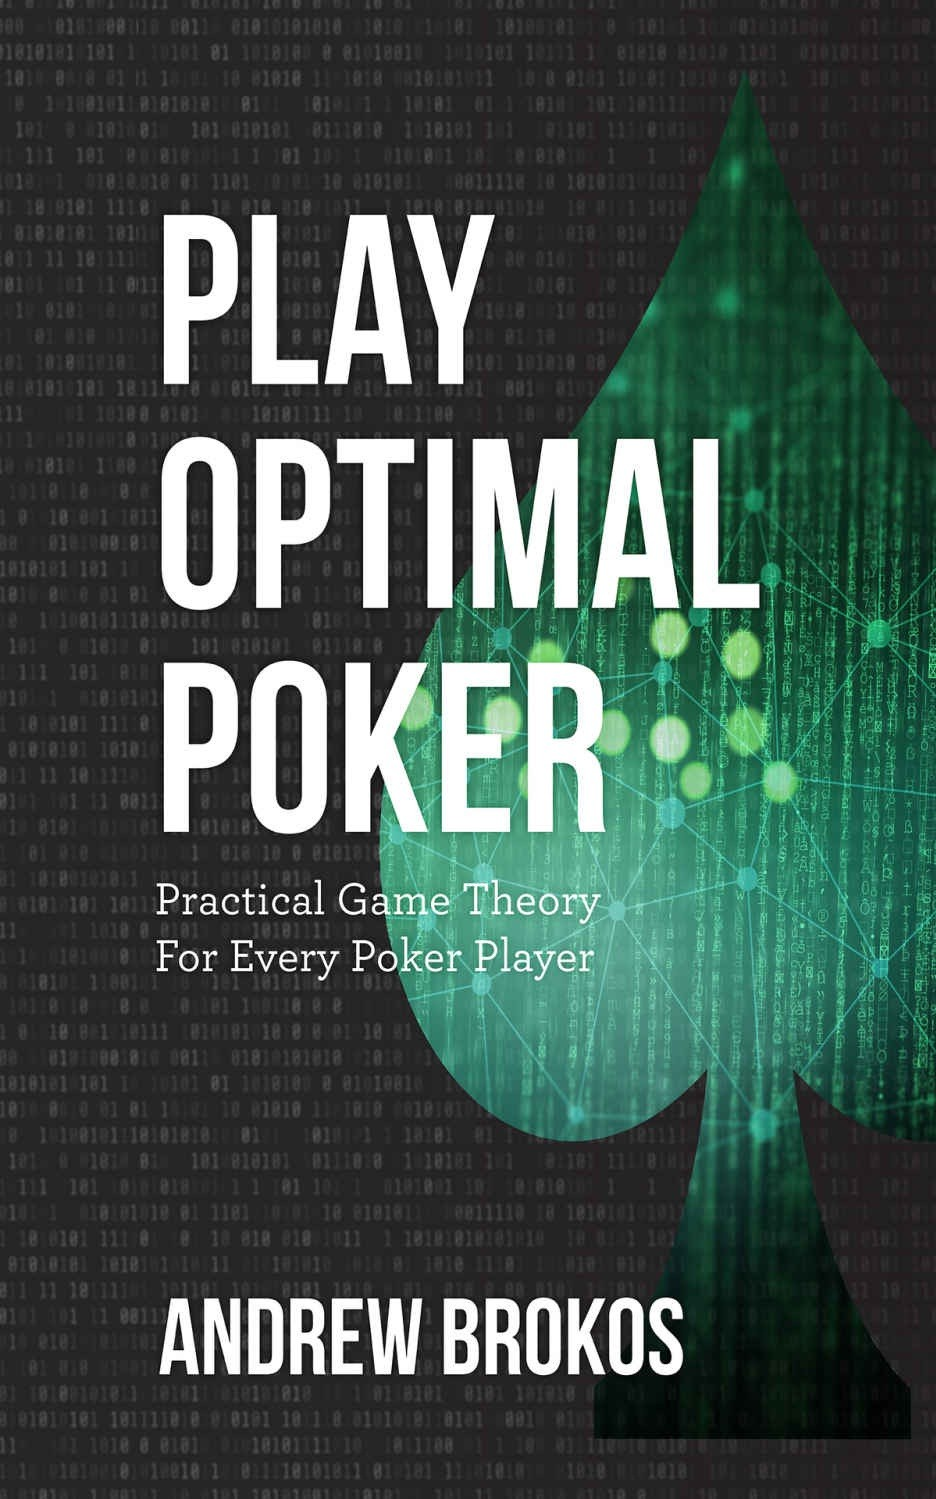 PLAY
OPTIMAL
POKER
Practical Game Theory
For Every Poker Player
ANDREW BROKOS